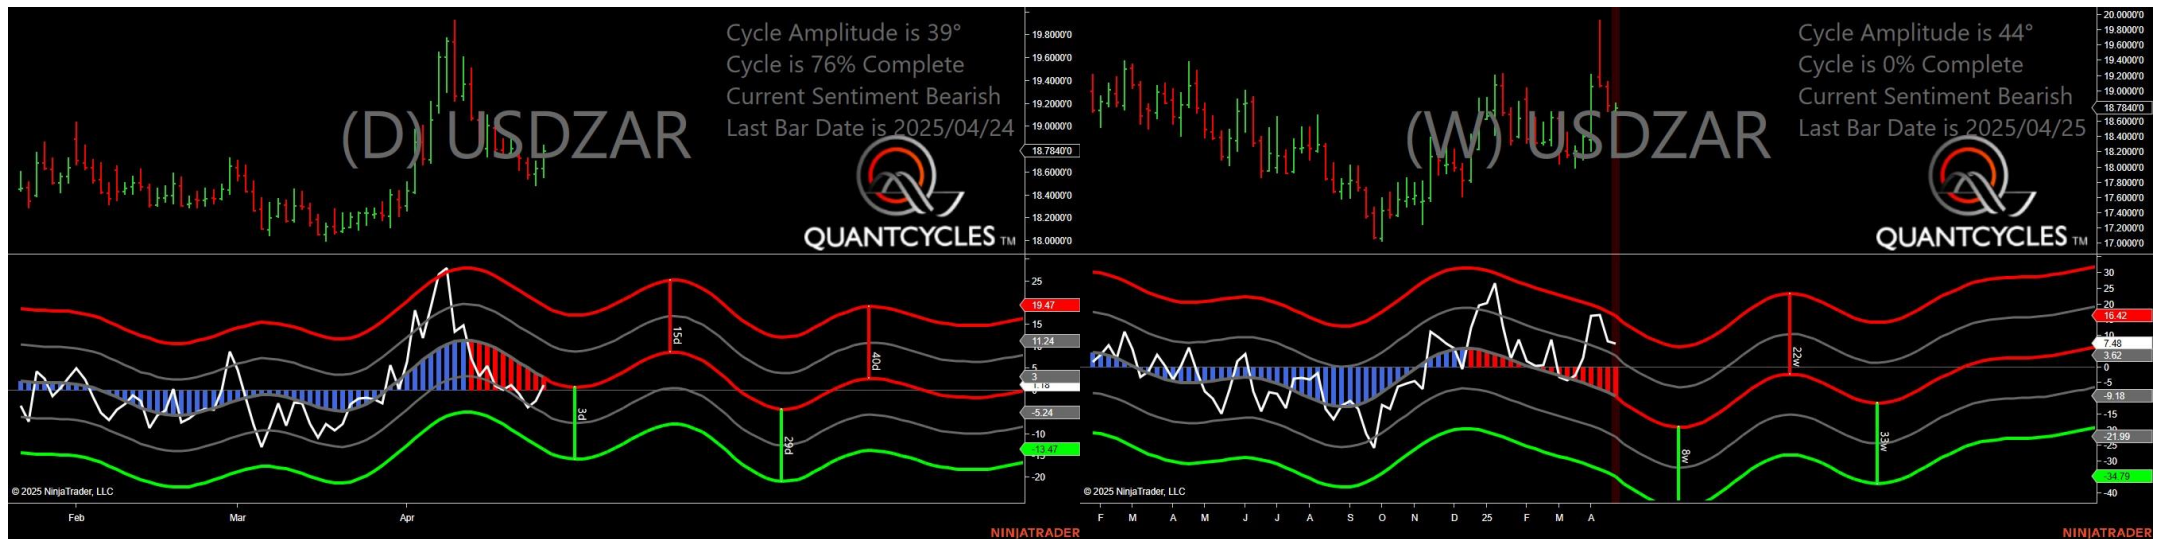 Cycle Amplitude is 39°
Cycle is 76% Complete
Current Sentiment Bearish
Last Bar Date is 2025/04/24
(D) USDZAR
QUANTCYCLES TM
19.8000'0
19.6000'0
19.4000'0
19.2000'0
19.0000'0
18.7840'0
18.6000'0
18.4000'0
18.2000'0
18.0000'0
25
19.47
15
11.24
5
3
1.18
-5.24
-10
-13.47
-20
3d
15d
29d
40d
© 2025 NinjaTrader, LLC
Feb
Mar
Apr
NINJATRADER
Cycle Amplitude is 44°
Cycle is 0% Complete
Current Sentiment Bearish
Last Bar Date is 2025/04/25
(W) USDZAR
QUANTCYCLES TM
20.0000'0
19.8000'0
19.6000'0
19.4000'0
19.2000'0
19.0000'0
18.7840'0
18.6000'0
18.4000'0
18.2000'0
18.0000'0
17.8000'0
17.6000'0
17.4000'0
17.2000'0
17.0000'0
30
25
20
16.42
10
7.48
3.62
0
-5
-9.18
-15
-21.99
-25
-30
-34.79
-40
8w
22w
33w
© 2025 NinjaTrader, LLC
F
M
A
M
J
J
A
S
O
N
D
25
F
M
A
NINJATRADER